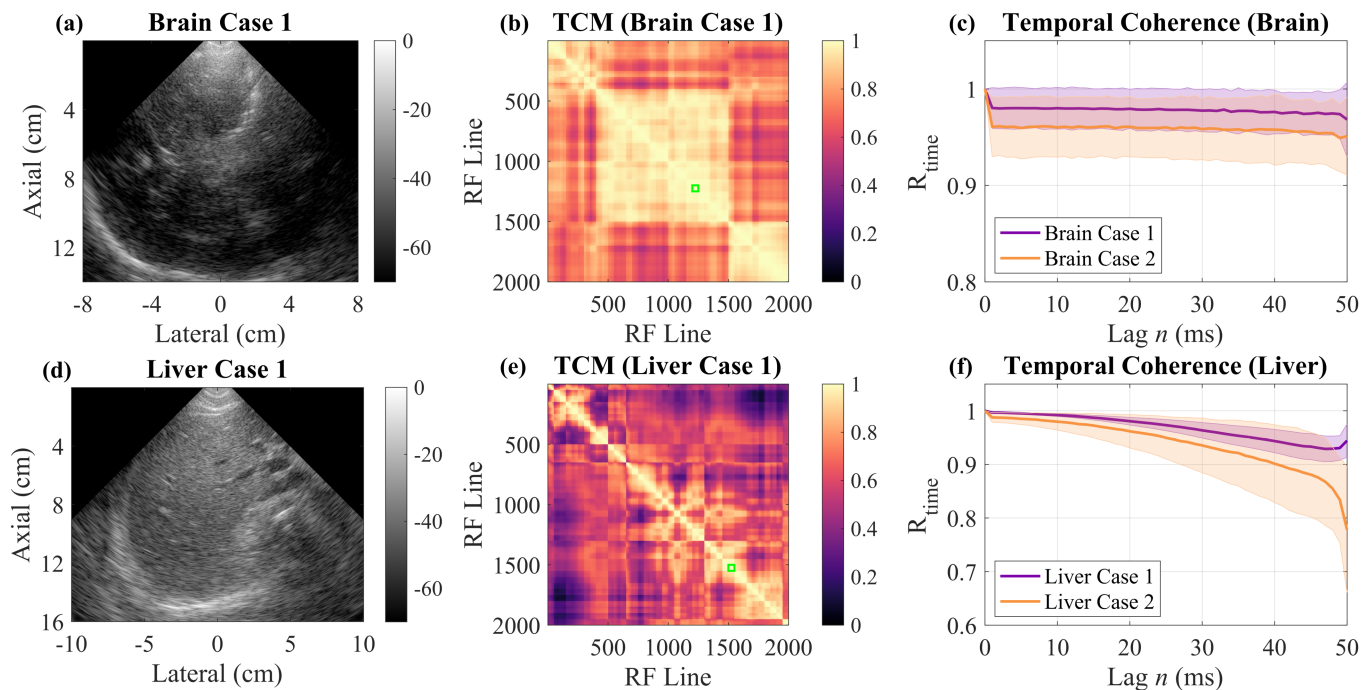 (a) Brain Case 1
0
-20
-40
-60
4
8
12
Axial (cm)
-8 -4 0 4 8
Lateral (cm)
(b) TCM (Brain Case 1)
500
1000
1500
2000
RF Line
500 1000 1500 2000
RF Line
1
0.8
0.6
0.4
0.2
0
(c) Temporal Coherence (Brain)
1
0.9
0.8
R_time
Brain Case 1
Brain Case 2
0 10 20 30 40 50
Lag n (ms)
(d) Liver Case 1
0
-20
-40
-60
4
8
12
16
Axial (cm)
-10 -5 0 5 10
Lateral (cm)
(e) TCM (Liver Case 1)
500
1000
1500
2000
RF Line
500 1000 1500 2000
RF Line
1
0.8
0.6
0.4
0.2
0
(f) Temporal Coherence (Liver)
1
0.9
0.8
0.7
0.6
R_time
Liver Case 1
Liver Case 2
0 10 20 30 40 50
Lag n (ms)